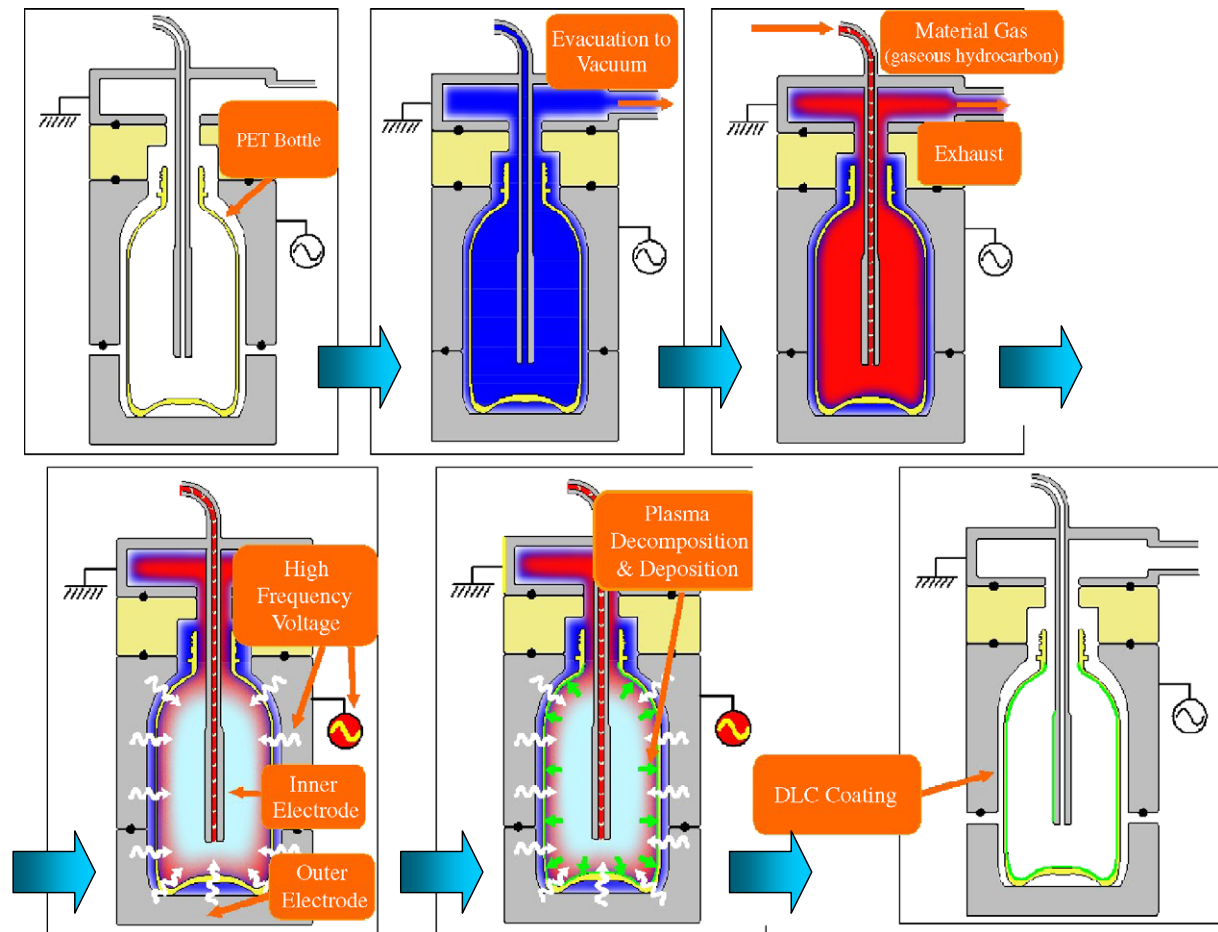 PET Bottle
Evacuation to
Vacuum
Material Gas
(gaseous hydrocarbon)
Exhaust
High
Frequency
Voltage
Inner
Electrode
Outer
Electrode
Plasma
Decomposition
& Deposition
DLC Coating